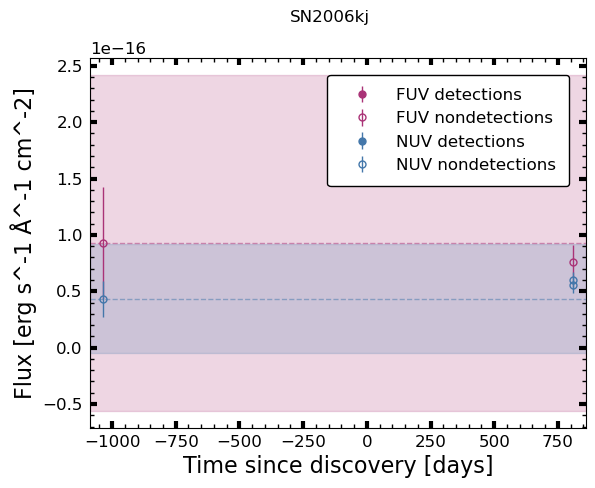 SN2006kj
1e−16
2.5
2.0
1.5
1.0
0.5
0.0
−0.5
Flux [erg s^-1 Å^-1 cm^-2]
FUV detections
FUV nondetections
NUV detections
NUV nondetections
−1000 −750 −500 −250 0 250 500 750
Time since discovery [days]